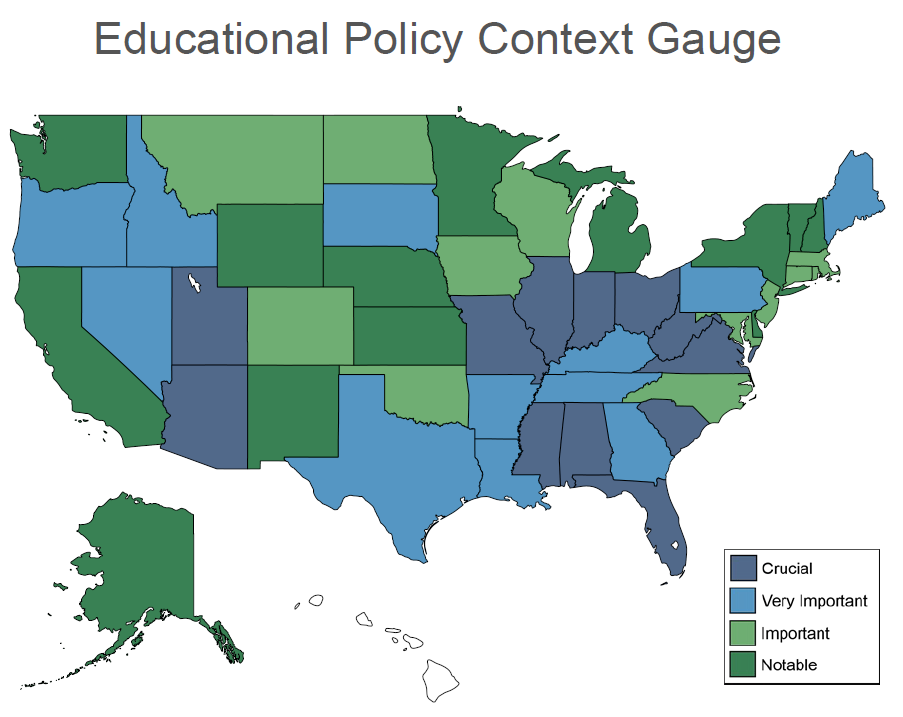 Educational Policy Context Gauge
Crucial
Very Important
Important
Notable